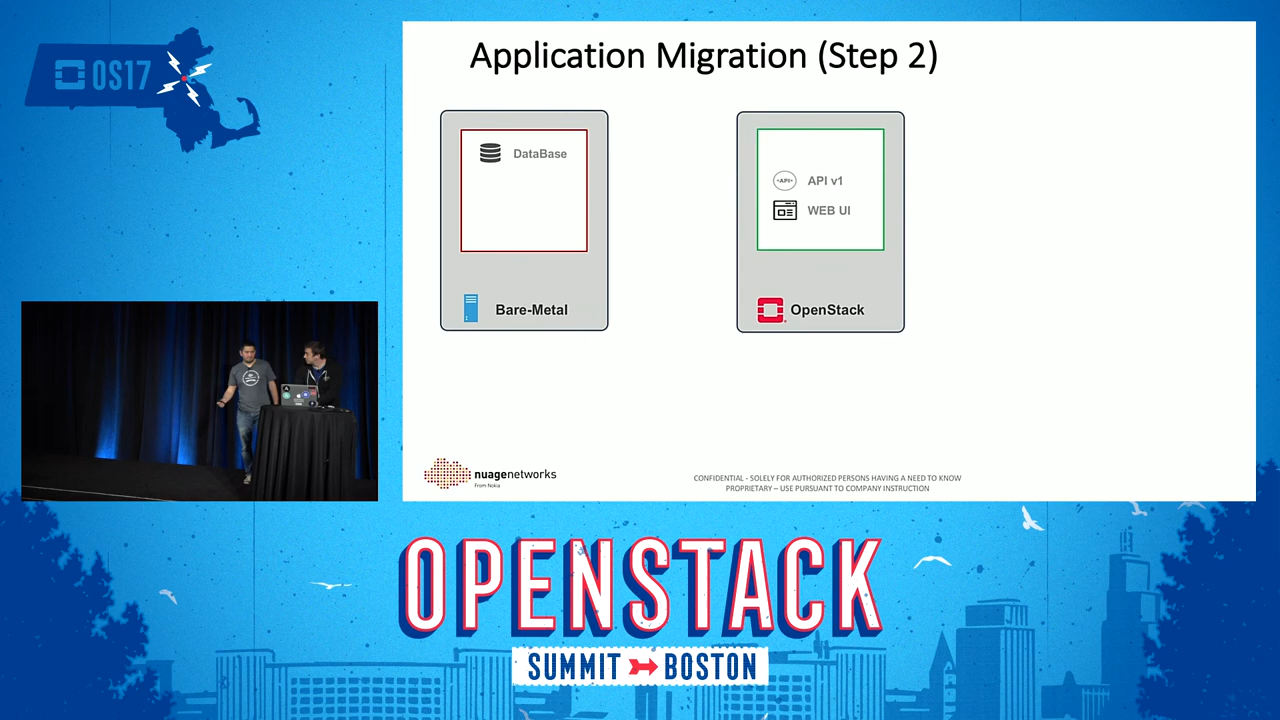 OS17
Application Migration (Step 2)
DataBase
Bare-Metal
API
API v1
WEB UI
OpenStack
nuagenetworks
From Nokia
CONFIDENTIAL - SOLELY FOR AUTHORIZED PERSONS HAVING A NEED TO KNOW
PROPRIETARY – USE PURSUANT TO COMPANY INSTRUCTION
OPENSTACK
SUMMIT BOSTON